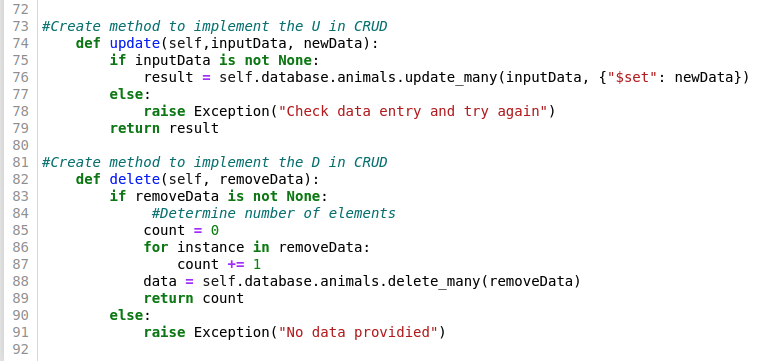 72
73 #Create method to implement the U in CRUD
74     def update(self,inputData, newData):
75         if inputData is not None:
76             result = self.database.animals.update_many(inputData, {"$set": newData})
77         else:
78             raise Exception("Check data entry and try again")
79         return result
80
81 #Create method to implement the D in CRUD
82     def delete(self, removeData):
83         if removeData is not None:
84              #Determine number of elements
85             count = 0
86             for instance in removeData:
87                 count += 1
88             data = self.database.animals.delete_many(removeData)
89             return count
90         else:
91             raise Exception("No data providied")
92